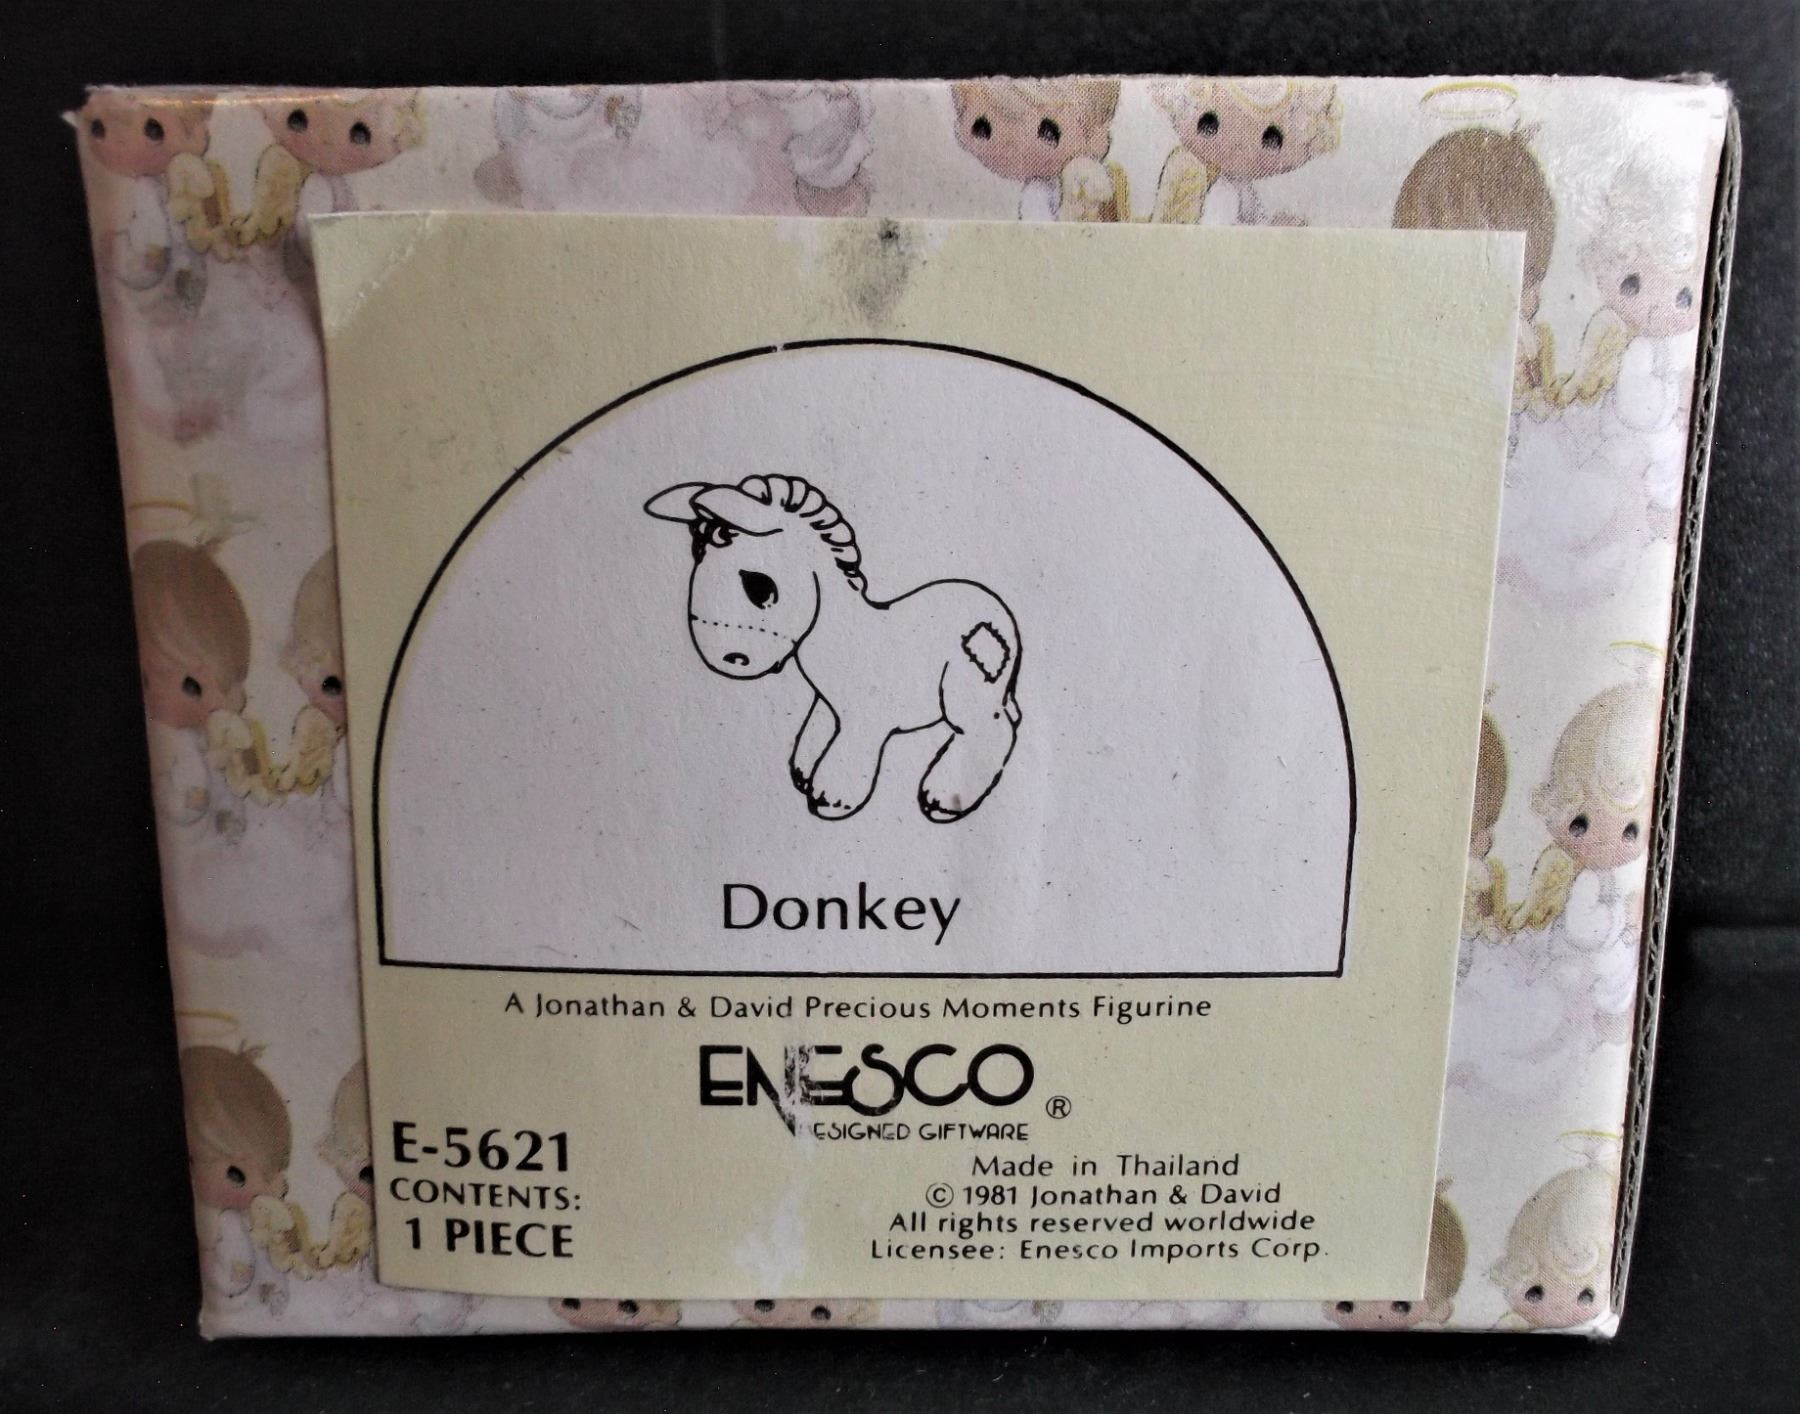 Donkey
A Jonathan & David Precious Moments Figurine
ENESCO ®
ESIGNED GIFTWARE
E-5621
CONTENTS:
1 PIECE
Made in Thailand
© 1981 Jonathan & David
All rights reserved worldwide
Licensee: Enesco Imports Corp.